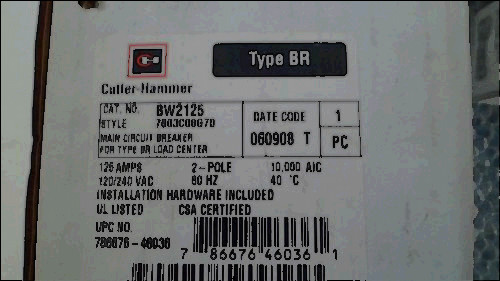 Type BR
Cutler-Hammer
CAT. NO. BW2125
STYLE
MAIN CIRCUIT BREAKER
FOR TYPE BR LOAD CENTER
DATE CODE 1
060908 T PC
125 AMPS 2-POLE 10,000 AIC
120/240 VAC 60 HZ 40 °C
INSTALLATION HARDWARE INCLUDED
UL LISTED CSA CERTIFIED
UPC NO.
786676-46036
7 86676 46036 1